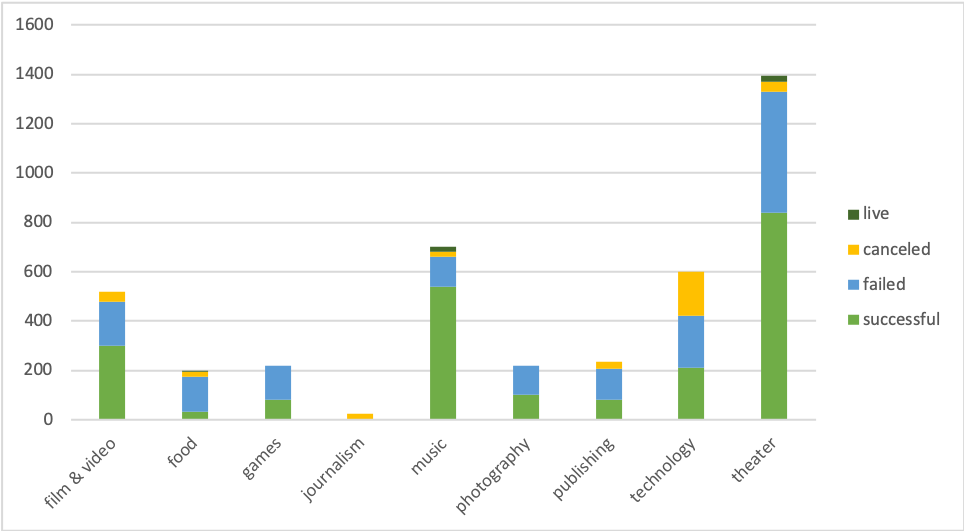 1600
1400
1200
1000
800
600
400
200
0
film & video
food
games
journalism
music
photography
publishing
technology
theater
live
canceled
failed
successful